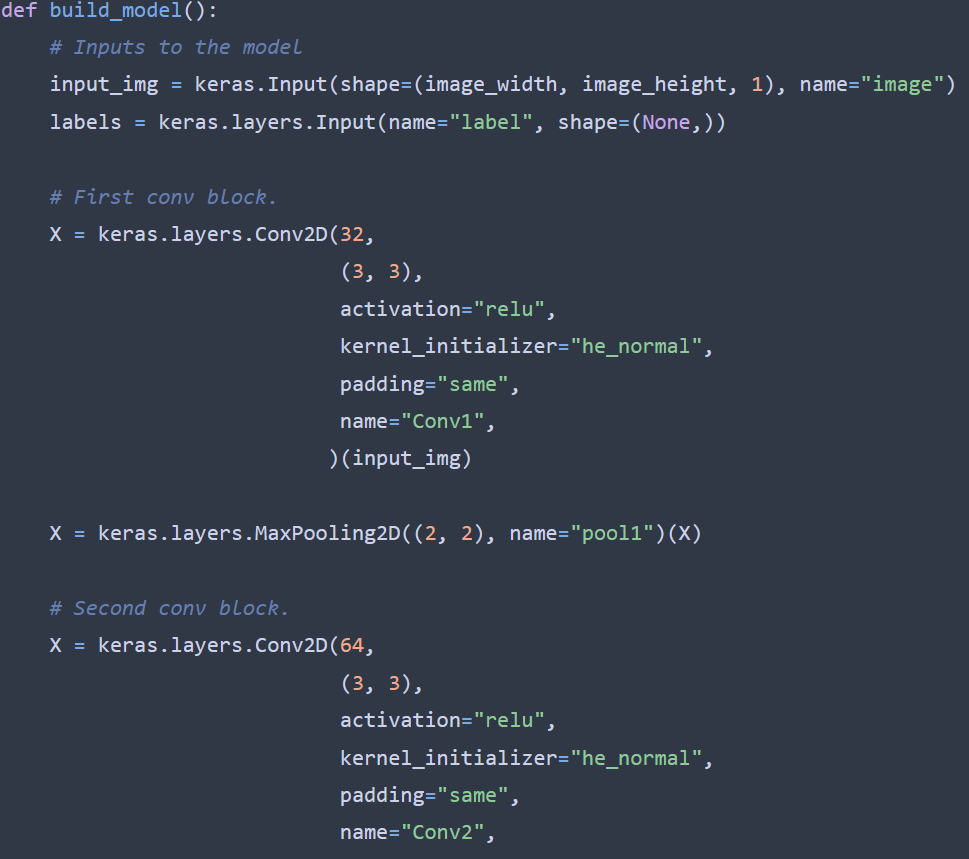 def build_model():
    # Inputs to the model
    input_img = keras.Input(shape=(image_width, image_height, 1), name="image")
    labels = keras.layers.Input(name="label", shape=(None,))

    # First conv block.
    X = keras.layers.Conv2D(32,
                            (3, 3),
                            activation="relu",
                            kernel_initializer="he_normal",
                            padding="same",
                            name="Conv1",
                           )(input_img)

    X = keras.layers.MaxPooling2D((2, 2), name="pool1")(X)

    # Second conv block.
    X = keras.layers.Conv2D(64,
                            (3, 3),
                            activation="relu",
                            kernel_initializer="he_normal",
                            padding="same",
                            name="Conv2",